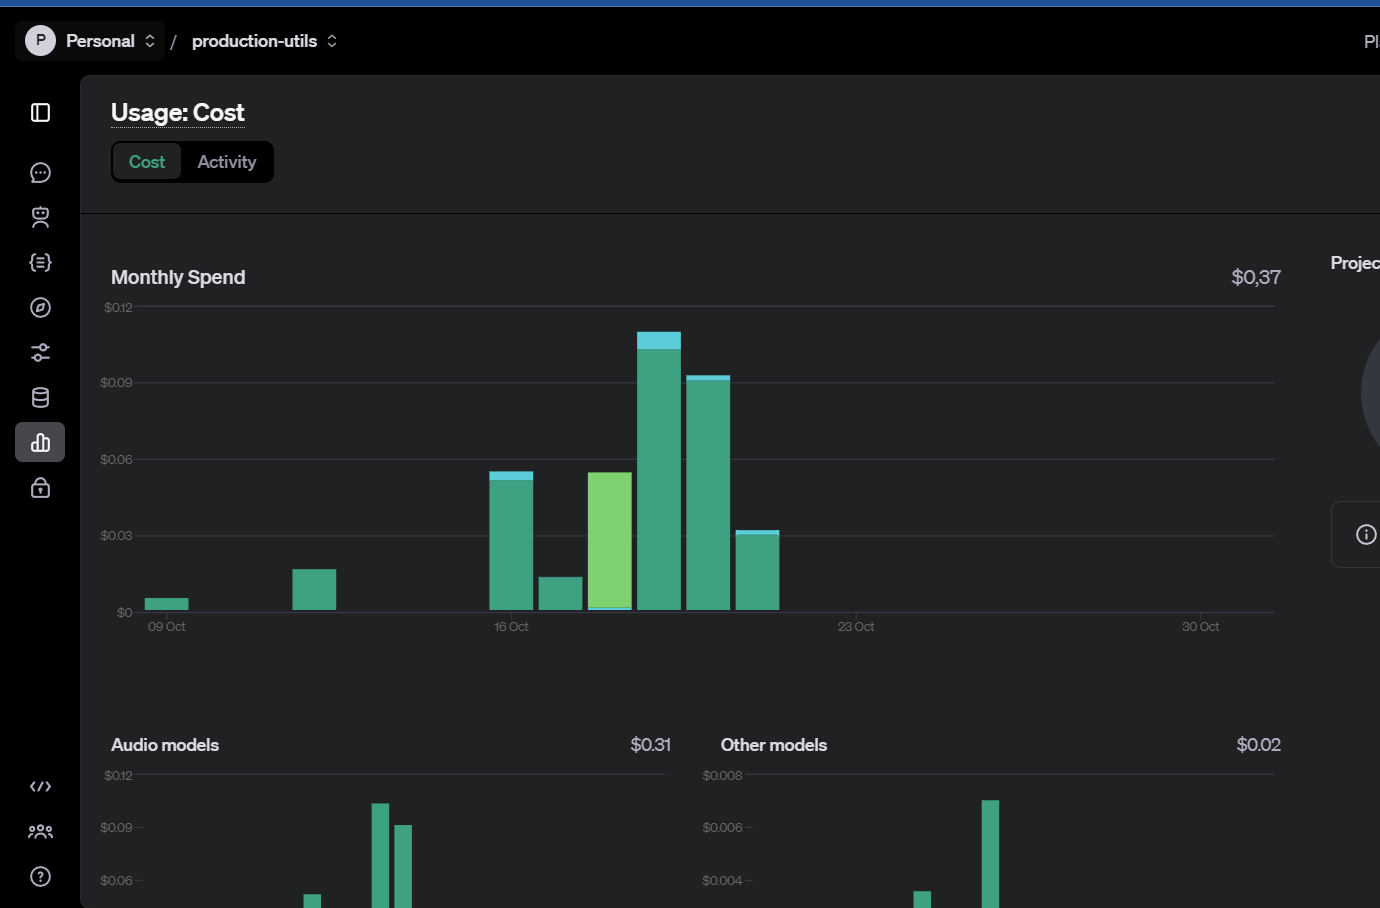 P Personal / production-utils
Usage: Cost
Cost Activity
Monthly Spend $0,37
$0.12
$0.09
$0.06
$0.03
$0
09 Oct 16 Oct 23 Oct 30 Oct
Audio models $0.31
$0.12
$0.09
$0.06
Other models $0.02
$0.008
$0.006
$0.004